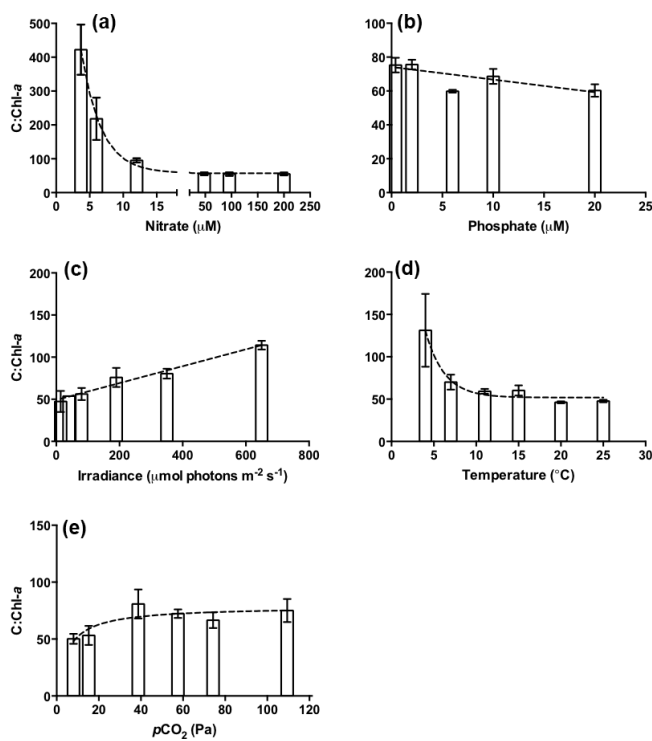 (a)
C:Chl-a
500
400
300
200
100
0
0 5 10 15 50 100 150 200 250
Nitrate (μM)
(b)
C:Chl-a
100
80
60
40
20
0
0 5 10 15 20 25
Phosphate (μM)
(c)
C:Chl-a
200
150
100
50
0
0 200 400 600 800
Irradiance (μmol photons m⁻² s⁻¹)
(d)
C:Chl-a
200
150
100
50
0
0 5 10 15 20 25 30
Temperature (°C)
(e)
C:Chl-a
150
100
50
0
0 20 40 60 80 100 120
pCO₂ (Pa)